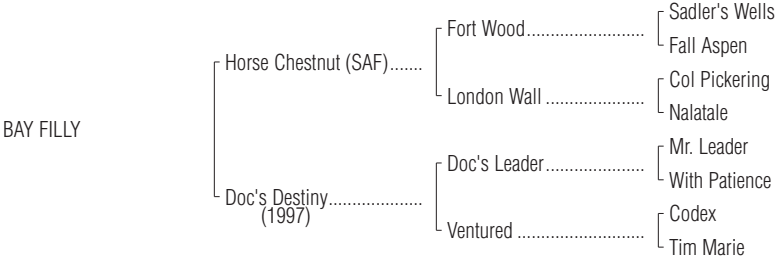 Sadler's Wells
Fort Wood..........................
Fall Aspen
Horse Chestnut (SAF).......
Col Pickering
London Wall ......................
Nalatale
BAY FILLY
Mr. Leader
Doc's Leader......................
With Patience
Doc's Destiny....................
(1997)
Codex
Ventured ............................
Tim Marie